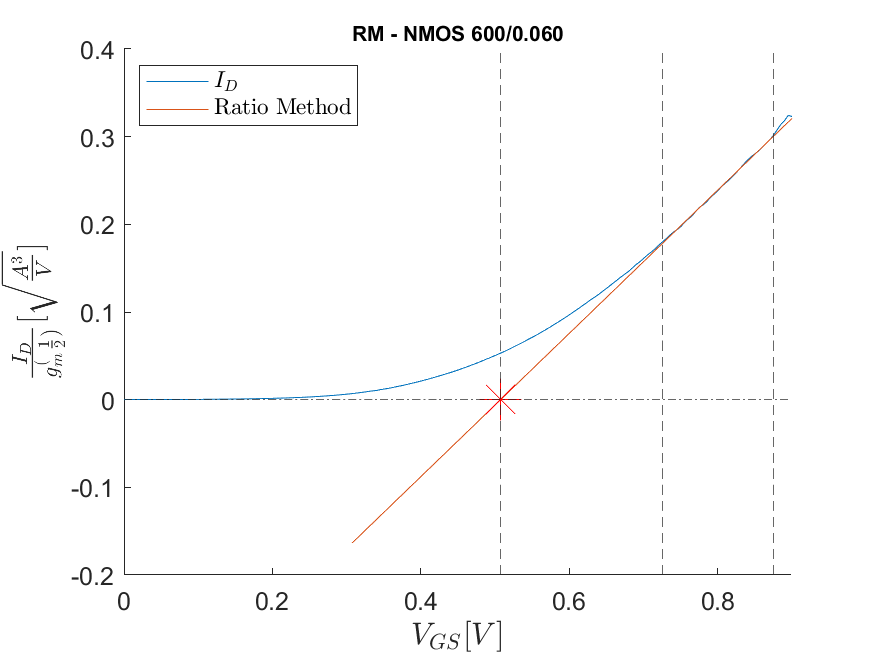 RM - NMOS 600/0.060
I_D
Ratio Method
0.4
0.3
0.2
0.1
0
-0.1
-0.2
I_D / g_m^(1/2) [√(A³/V)]
0 0.2 0.4 0.6 0.8
V_GS[V]